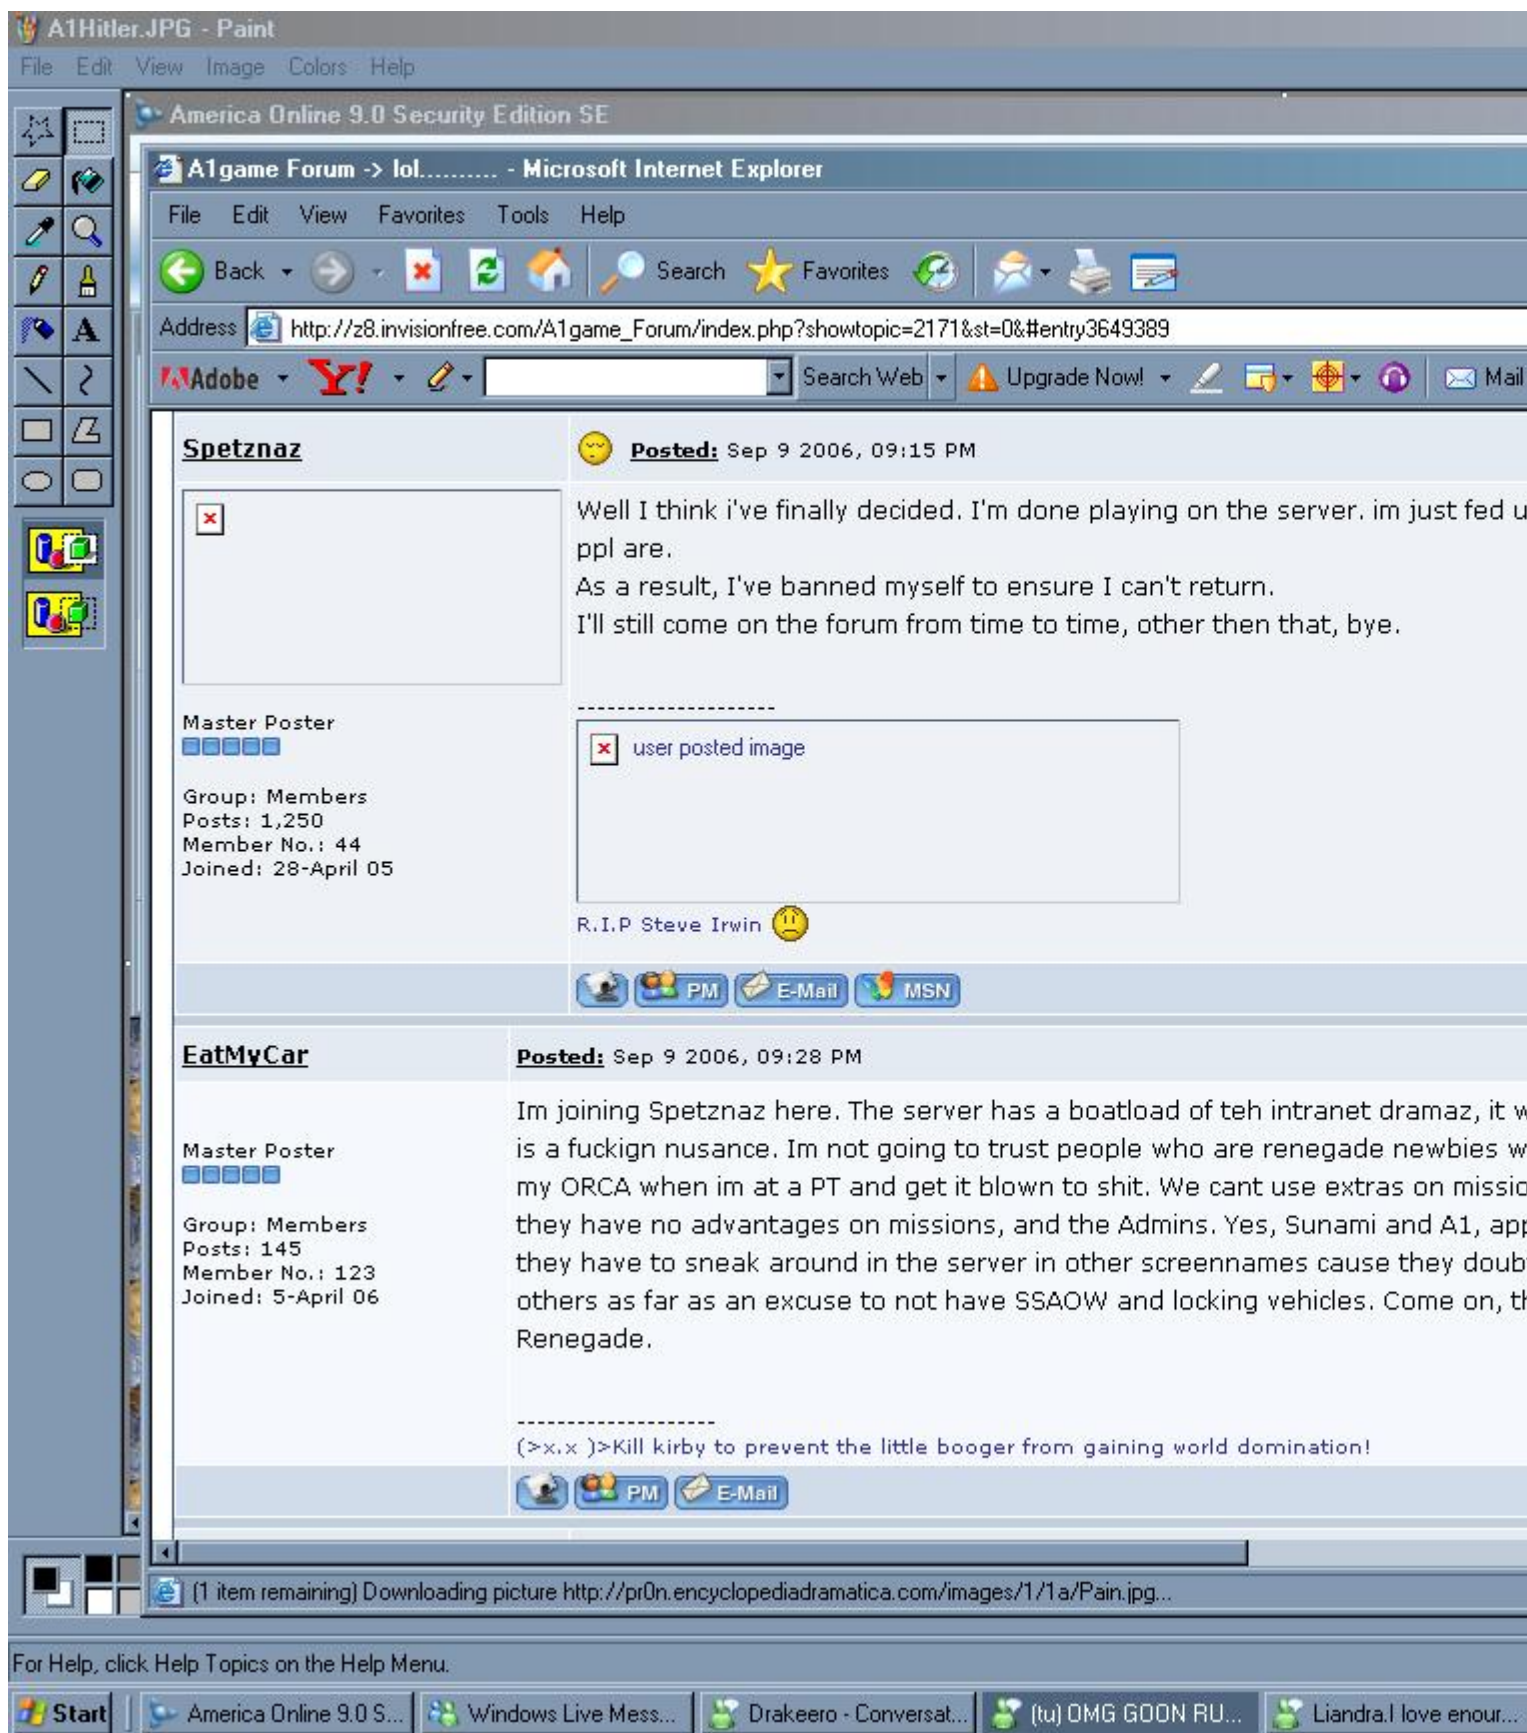 A1Hitler.JPG - Paint
File Edit View Image Colors Help
America Online 9.0 Security Edition SE
A1game Forum -> lol.......... - Microsoft Internet Explorer
File Edit View Favorites Tools Help
Back Search Favorites
Address http://z8.invisionfree.com/A1game_Forum/index.php?showtopic=2171&st=0&#entry3649389
Adobe Y! Search Web Upgrade Now! Mail
Spetznaz Posted: Sep 9 2006, 09:15 PM
Well I think i've finally decided. I'm done playing on the server. im just fed
ppl are.
As a result, I've banned myself to ensure I can't return.
I'll still come on the forum from time to time, other then that, bye.
--------------------
Master Poster
user posted image
Group: Members
Posts: 1,250
Member No.: 44
Joined: 28-April 05
R.I.P Steve Irwin
PM E-Mail MSN
EatMyCar Posted: Sep 9 2006, 09:28 PM
Im joining Spetznaz here. The server has a boatload of teh intranet dramaz, it
is a fuckign nusance. Im not going to trust people who are renegade newbies
my ORCA when im at a PT and get it blown to shit. We cant use extras on
they have no advantages on missions, and the Admins. Yes, Sunami and A1,
they have to sneak around in the server in other screennames cause they
others as far as an excuse to not have SSAOW and locking vehicles. Come on,
Renegade.
Master Poster
Group: Members
Posts: 145
Member No.: 123
Joined: 5-April 06
--------------------
(>x.x )>Kill kirby to prevent the little booger from gaining world domination!
PM E-Mail
(1 item remaining) Downloading picture http://pr0n.encyclopediadramatica.com/images/1/1a/Pain.jpg...
For Help, click Help Topics on the Help Menu.
Start America Online 9.0 S... Windows Live Mess... Drakeero - Conversat... (tu) OMG GOON RU... Liandra.I love enour...